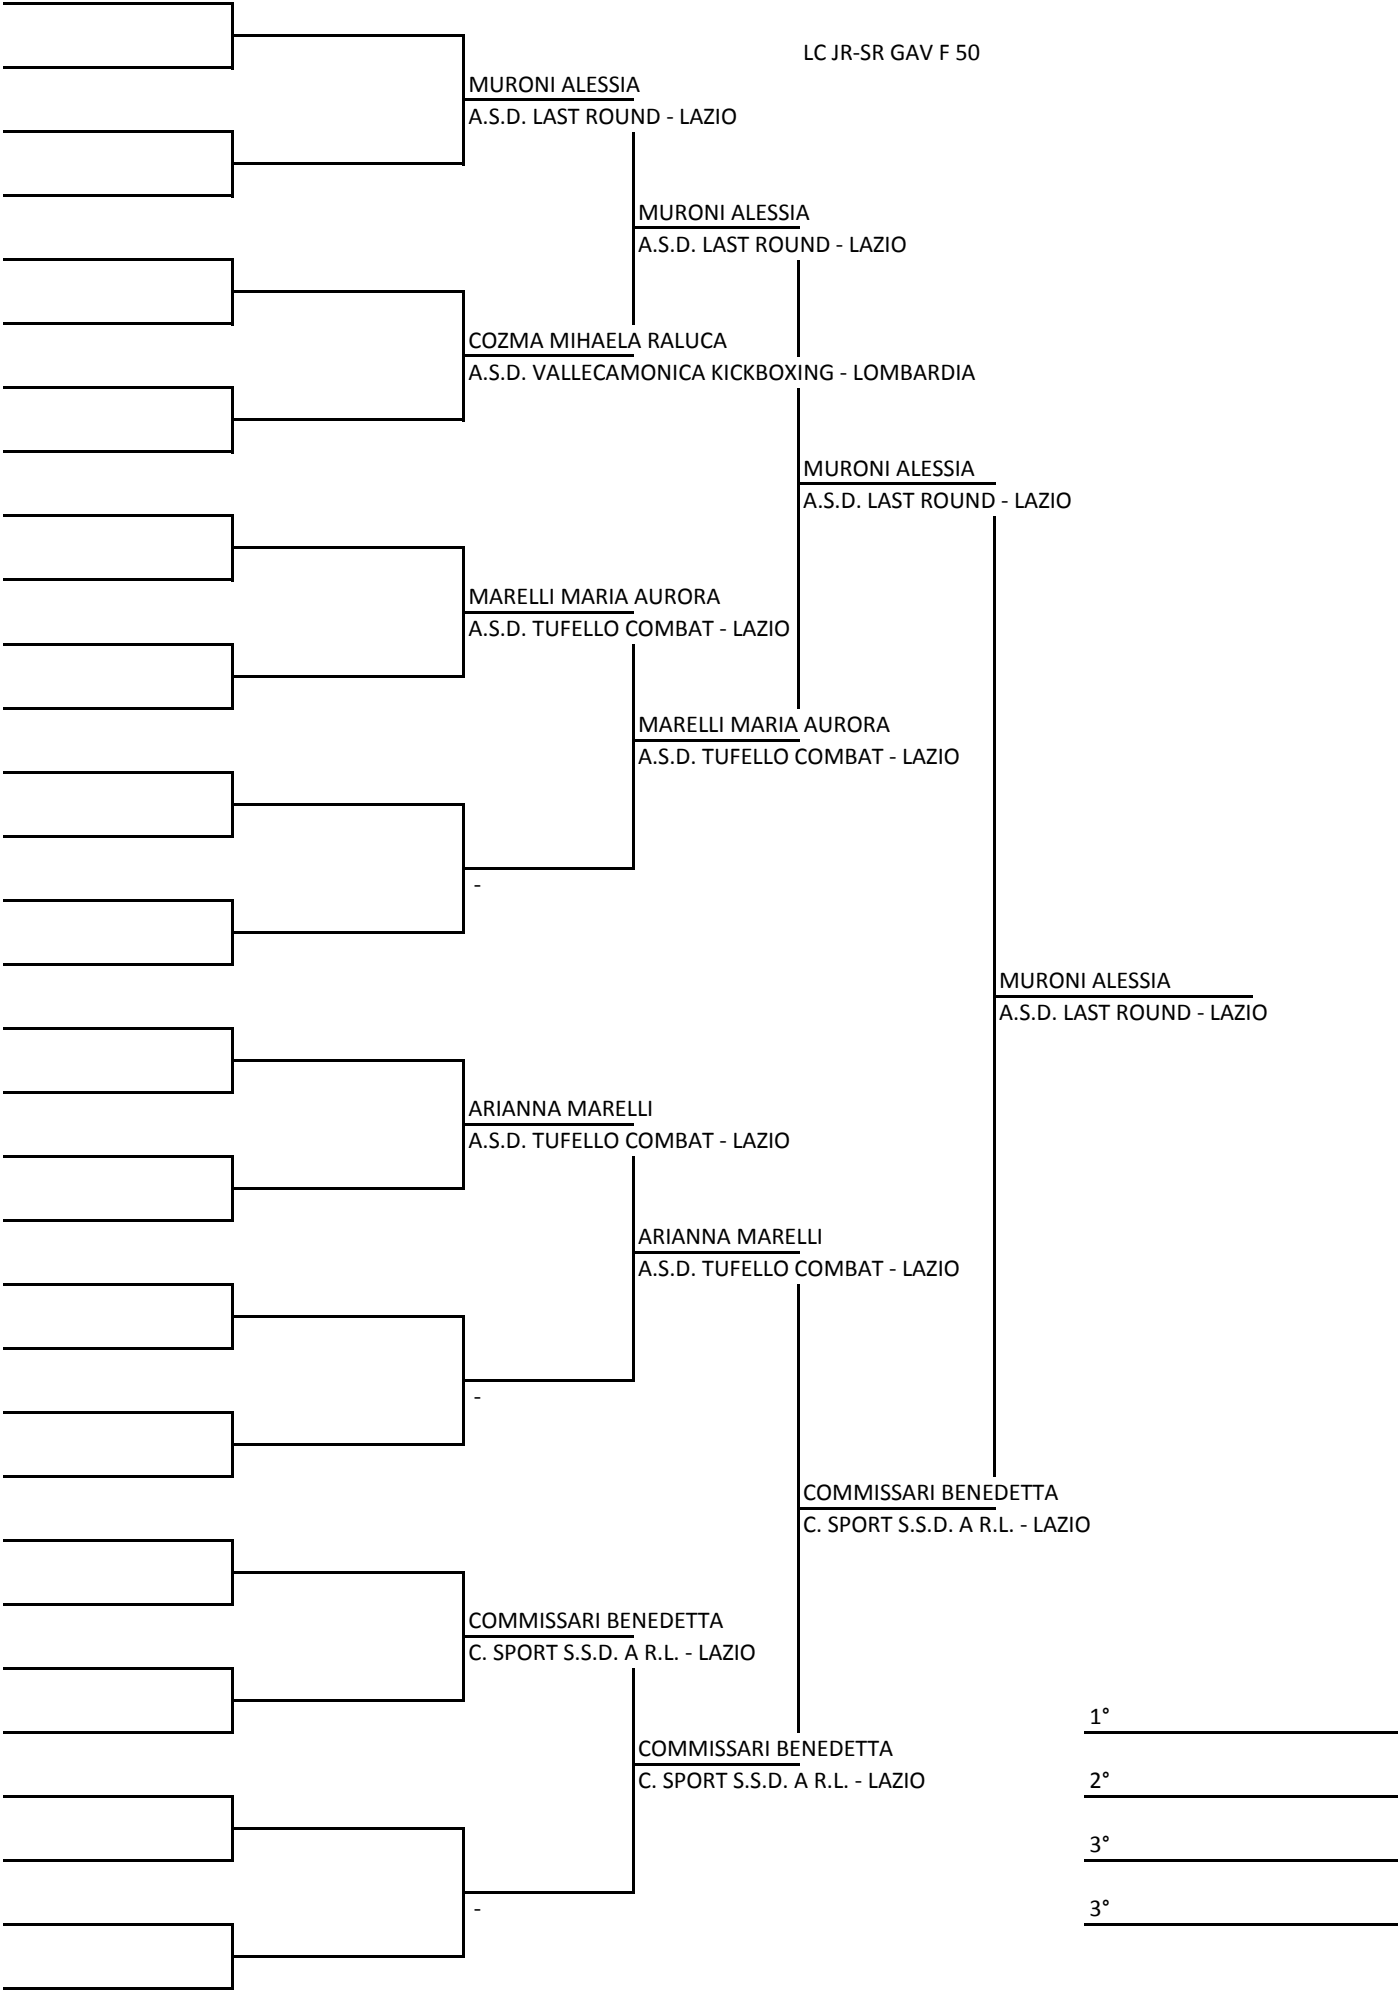 LC JR-SR GAV F 50
MURONI ALESSIA
A.S.D. LAST ROUND - LAZIO
MURONI ALESSIA
A.S.D. LAST ROUND - LAZIO
COZMA MIHAELA RALUCA
A.S.D. VALLECAMONICA KICKBOXING - LOMBARDIA
MURONI ALESSIA
A.S.D. LAST ROUND - LAZIO
MARELLI MARIA AURORA
A.S.D. TUFELLO COMBAT - LAZIO
MARELLI MARIA AURORA
A.S.D. TUFELLO COMBAT - LAZIO
-
MURONI ALESSIA
A.S.D. LAST ROUND - LAZIO
ARIANNA MARELLI
A.S.D. TUFELLO COMBAT - LAZIO
ARIANNA MARELLI
A.S.D. TUFELLO COMBAT - LAZIO
-
COMMISSARI BENEDETTA
C. SPORT S.S.D. A R.L. - LAZIO
COMMISSARI BENEDETTA
C. SPORT S.S.D. A R.L. - LAZIO
1°
COMMISSARI BENEDETTA
C. SPORT S.S.D. A R.L. - LAZIO
2°
3°
-
3°